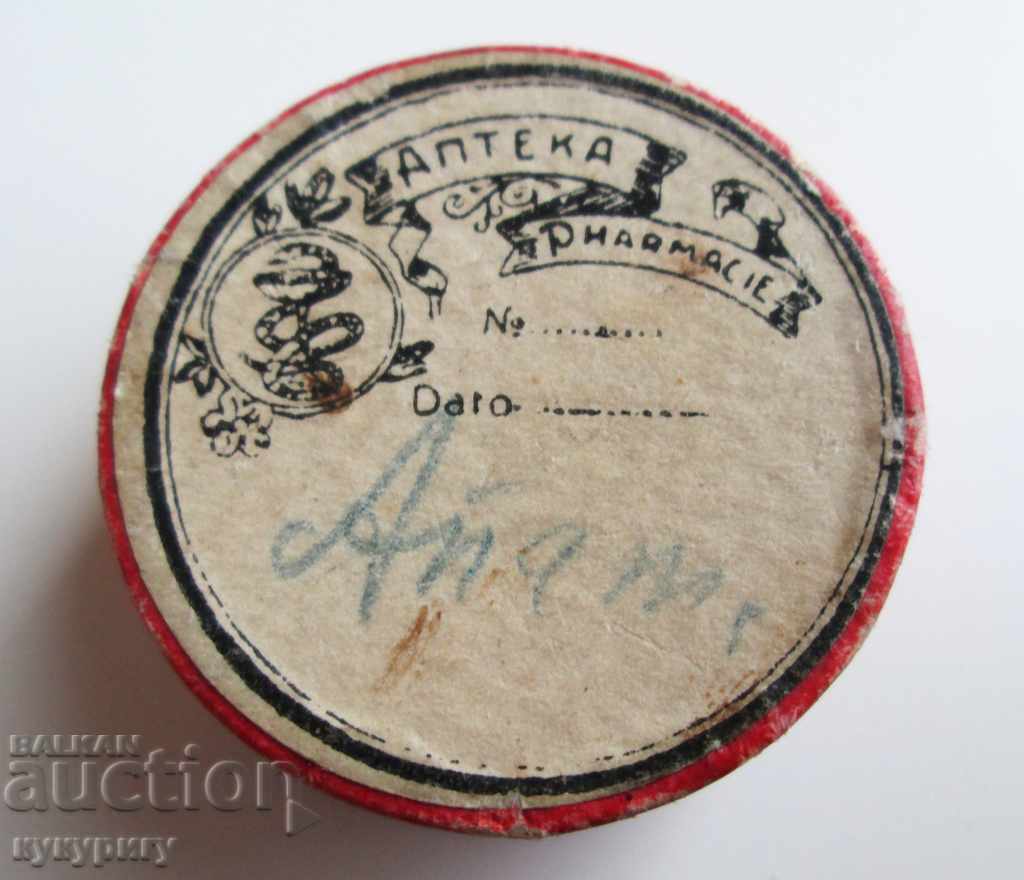 АПТЕКА
PHARMACIE
No..............
Dato..............
BALKAN
auction
кукуригу